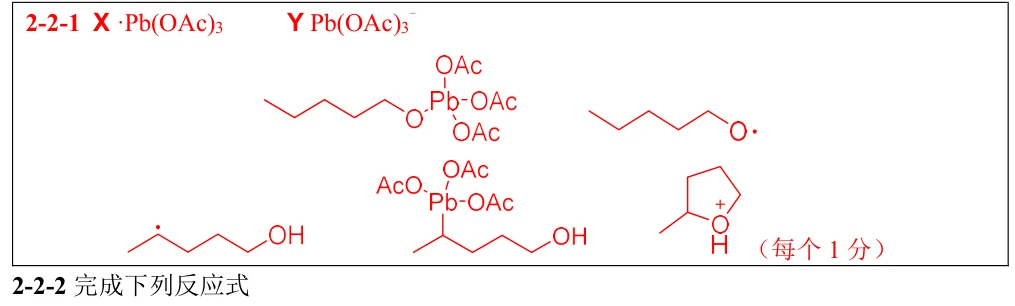 2-2-1 X ·Pb(OAc)₃ Y Pb(OAc)₃⁻
OAc
Pb OAc
O OAc
O·
OAc
AcO
Pb OAc
OH
OH
+
O
H
(每个 1 分)
2-2-2 完成下列反应式